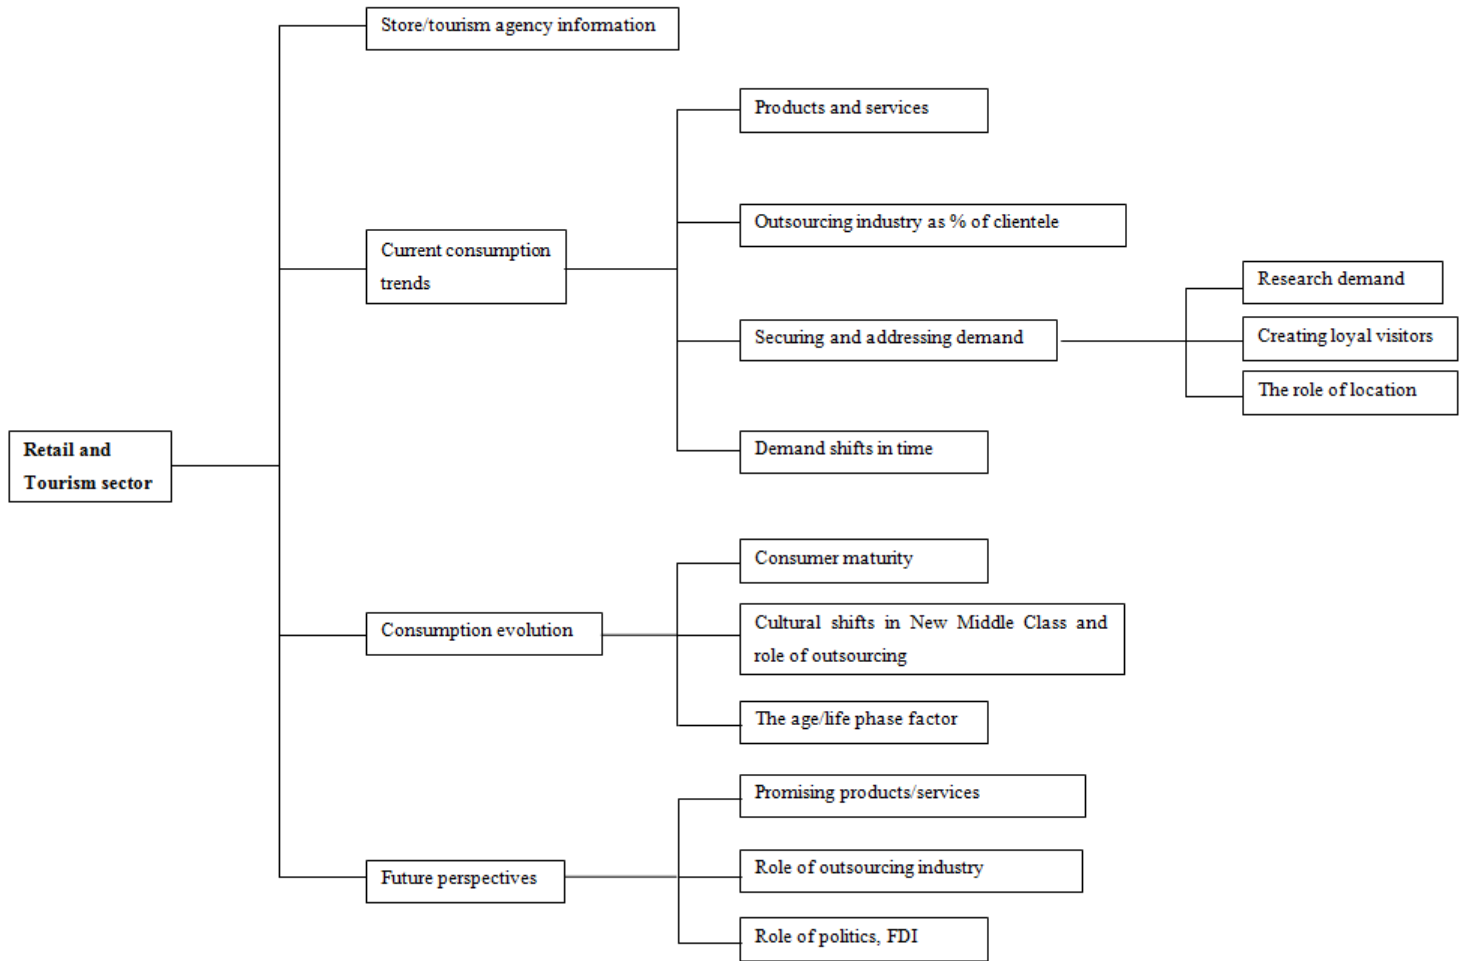 Store/tourism agency information
Products and services
Outsourcing industry as % of clientele
Current consumption
trends
Research demand
Securing and addressing demand
Creating loyal visitors
The role of location
Demand shifts in time
Retail and
Tourism sector
Consumer maturity
Consumption evolution
Cultural shifts in New Middle Class and
role of outsourcing
The age/life phase factor
Promising products/services
Future perspectives
Role of outsourcing industry
Role of politics, FDI